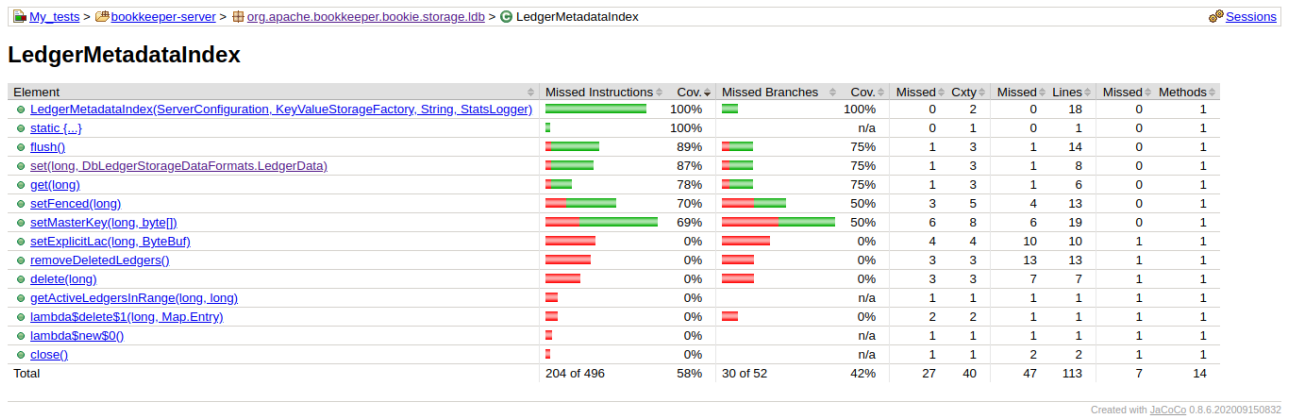 My_tests > bookkeeper-server > org.apache.bookkeeper.bookie.storage.ldb > LedgerMetadataIndex Sessions
LedgerMetadataIndex
Element Missed Instructions Cov. Missed Branches Cov. Missed Cxty Missed Lines Missed Methods
LedgerMetadataIndex(ServerConfiguration, KeyValueStorageFactory, String, StatsLogger) 100% 100% 0 2 0 18 0 1
static {...} 100% n/a 0 1 0 1 0 1
flush() 89% 75% 1 3 1 14 0 1
set(long, DbLedgerStorageDataFormats.LedgerData) 87% 75% 1 3 1 8 0 1
get(long) 78% 75% 1 3 1 6 0 1
setFenced(long) 70% 50% 3 5 4 13 0 1
setMasterKey(long, byte[]) 69% 50% 6 8 6 19 0 1
setExplicitLac(long, ByteBuf) 0% 0% 4 4 10 10 1 1
removeDeletedLedgers() 0% 0% 3 3 13 13 1 1
delete(long) 0% 0% 3 3 7 7 1 1
getActiveLedgersInRange(long, long) 0% n/a 1 1 1 1 1 1
lambda$delete$1(long, Map.Entry) 0% 0% 2 2 1 1 1 1
lambda$new$0() 0% n/a 1 1 1 1 1 1
close() 0% n/a 1 1 2 2 1 1
Total 204 of 496 58% 30 of 52 42% 27 40 47 113 7 14
Created with JaCoCo 0.8.6.202009150832